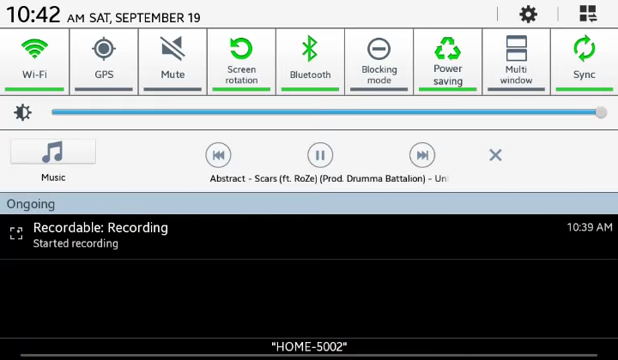 10:42 AM SAT, SEPTEMBER 19
Wi-Fi
GPS
Mute
Screen
rotation
Bluetooth
Blocking
mode
Power
saving
Multi
window
Sync
Music
Abstract - Scars (ft. RoZe) (Prod. Drumma Battalion) - Un
Ongoing
Recordable: Recording
10:39 AM
Started recording
"HOME-5002"